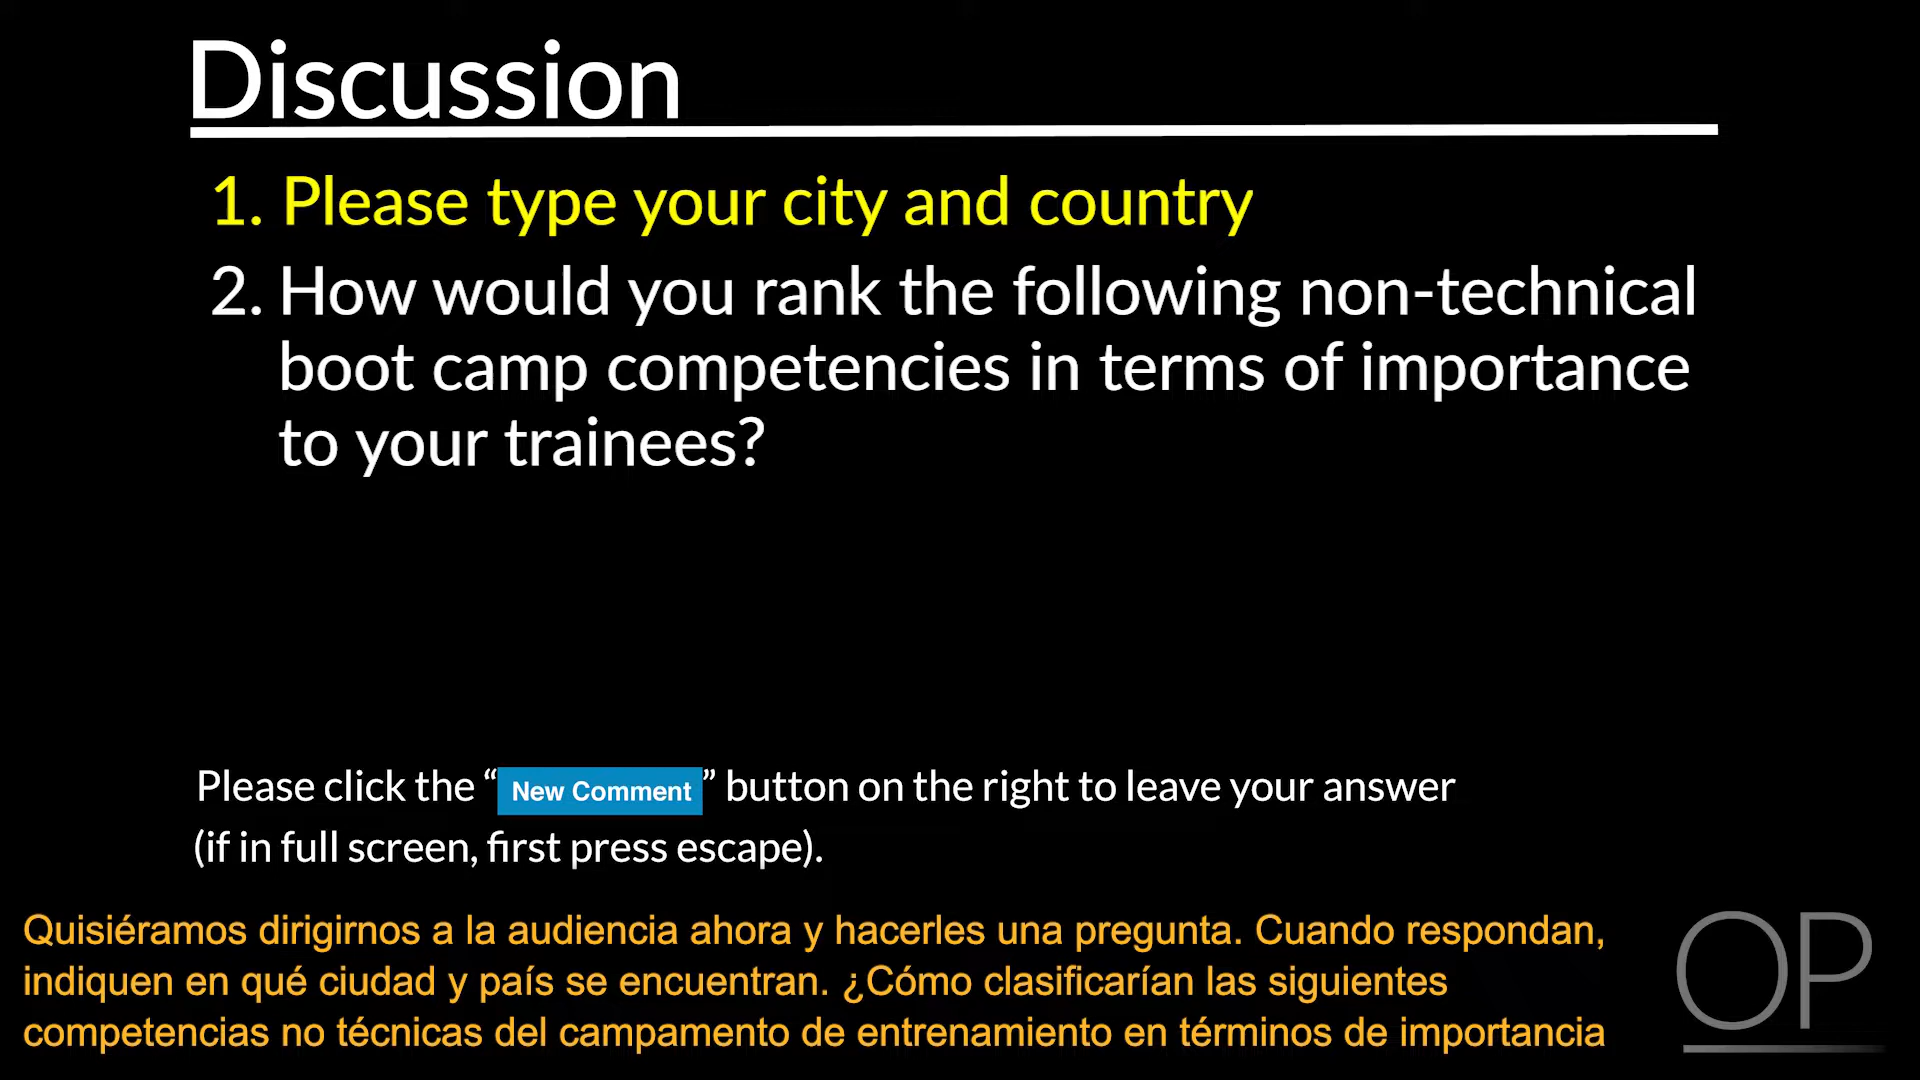 Discussion
1. Please type your city and country
2. How would you rank the following non-technical
boot camp competencies in terms of importance
to your trainees?
Please click the “New Comment” button on the right to leave your answer
(if in full screen, first press escape).
Quisiéramos dirigirnos a la audiencia ahora y hacerles una pregunta. Cuando respondan,
indiquen en qué ciudad y país se encuentran. ¿Cómo clasificarían las siguientes
competencias no técnicas del campamento de entrenamiento en términos de importancia
OP